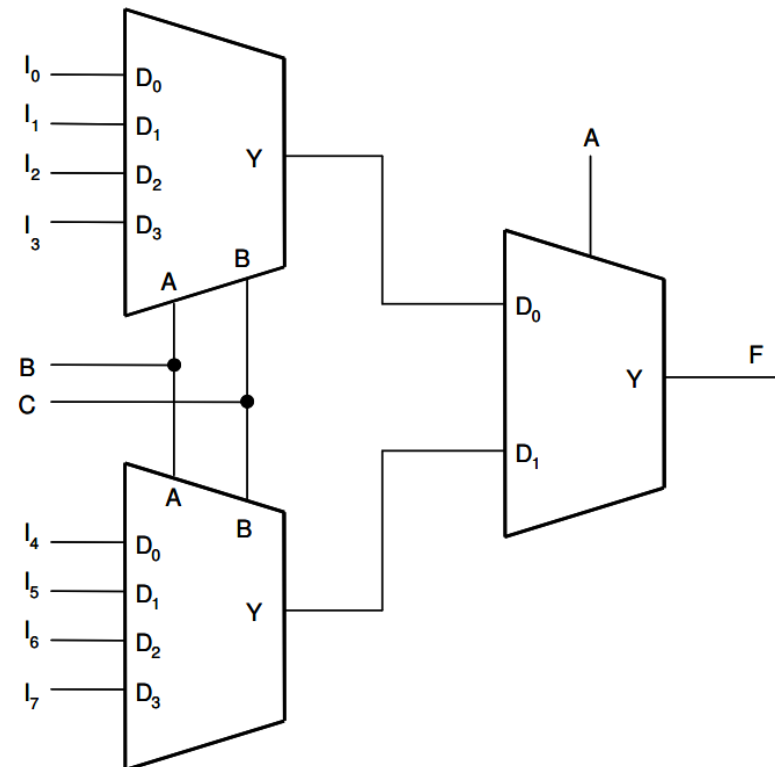 I₀ D₀
I₁ D₁
I₂ D₂
I₃ D₃
Y
A B
B
C
A B
I₄ D₀
I₅ D₁
I₆ D₂
I₇ D₃
Y
A
D₀
D₁
Y
F